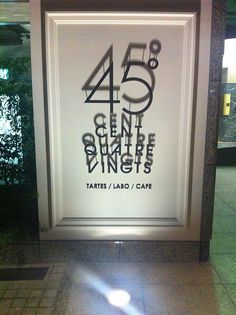 45°
CENT
QUATRE
VINGTS
TARTES / LABO / CAFE